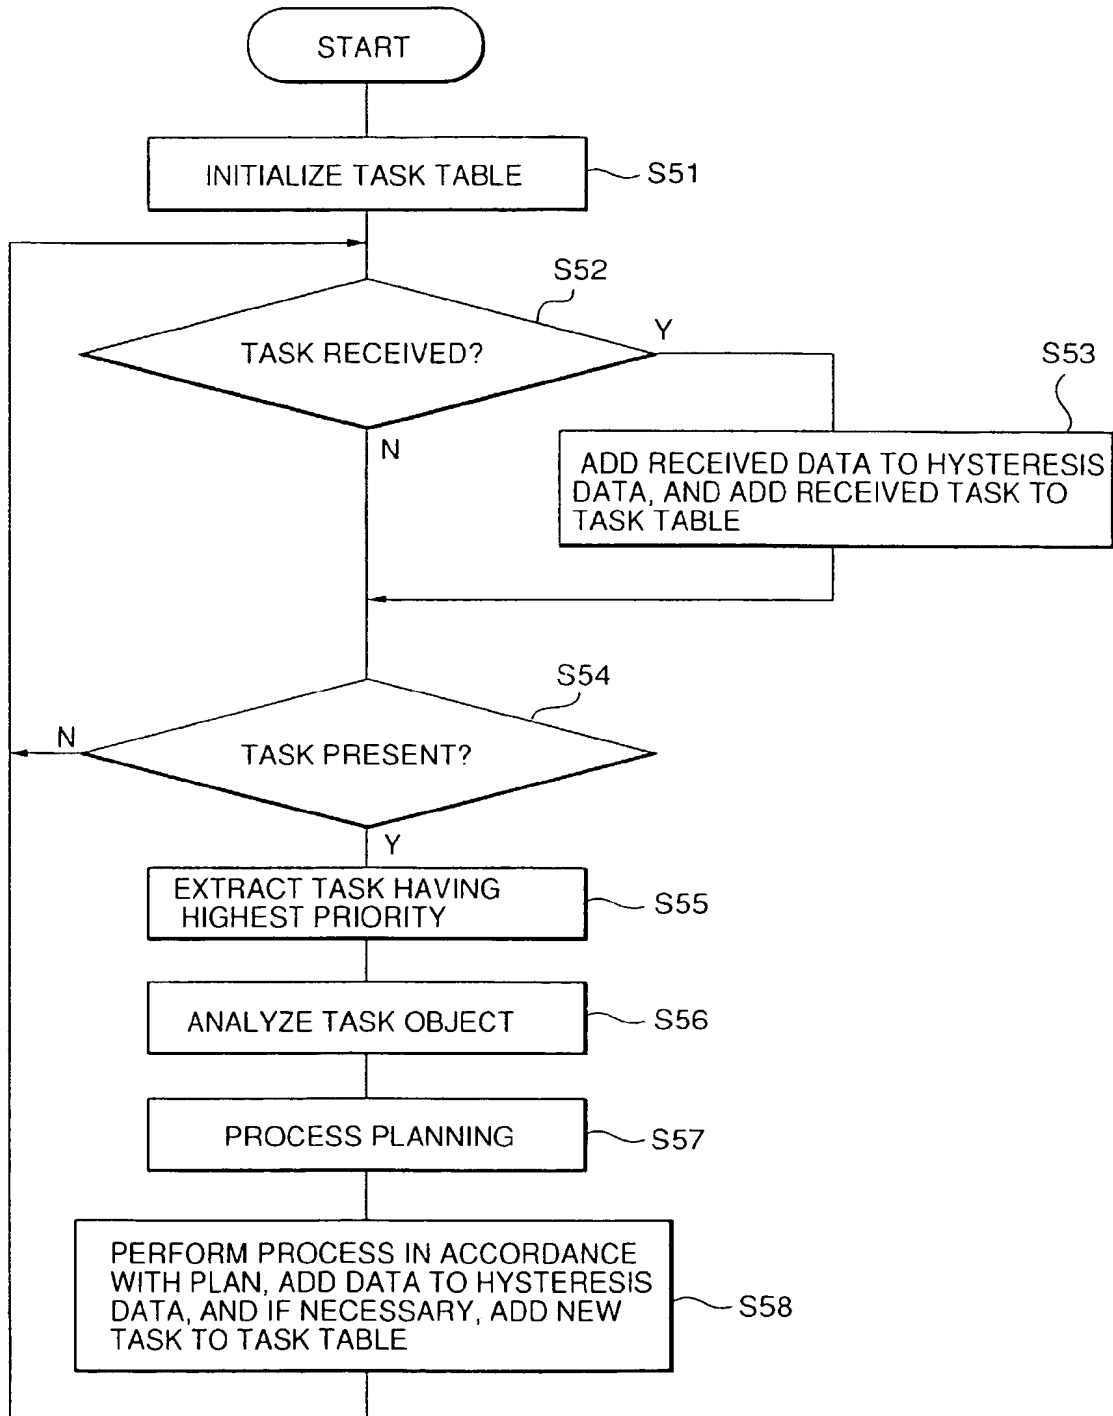 START
INITIALIZE TASK TABLE
S51
S52
TASK RECEIVED?
Y
N
S53
ADD RECEIVED DATA TO HYSTERESIS
DATA, AND ADD RECEIVED TASK TO
TASK TABLE
S54
TASK PRESENT?
N
Y
EXTRACT TASK HAVING
HIGHEST PRIORITY
S55
ANALYZE TASK OBJECT
S56
PROCESS PLANNING
S57
PERFORM PROCESS IN ACCORDANCE
WITH PLAN, ADD DATA TO HYSTERESIS
DATA, AND IF NECESSARY, ADD NEW
TASK TO TASK TABLE
S58